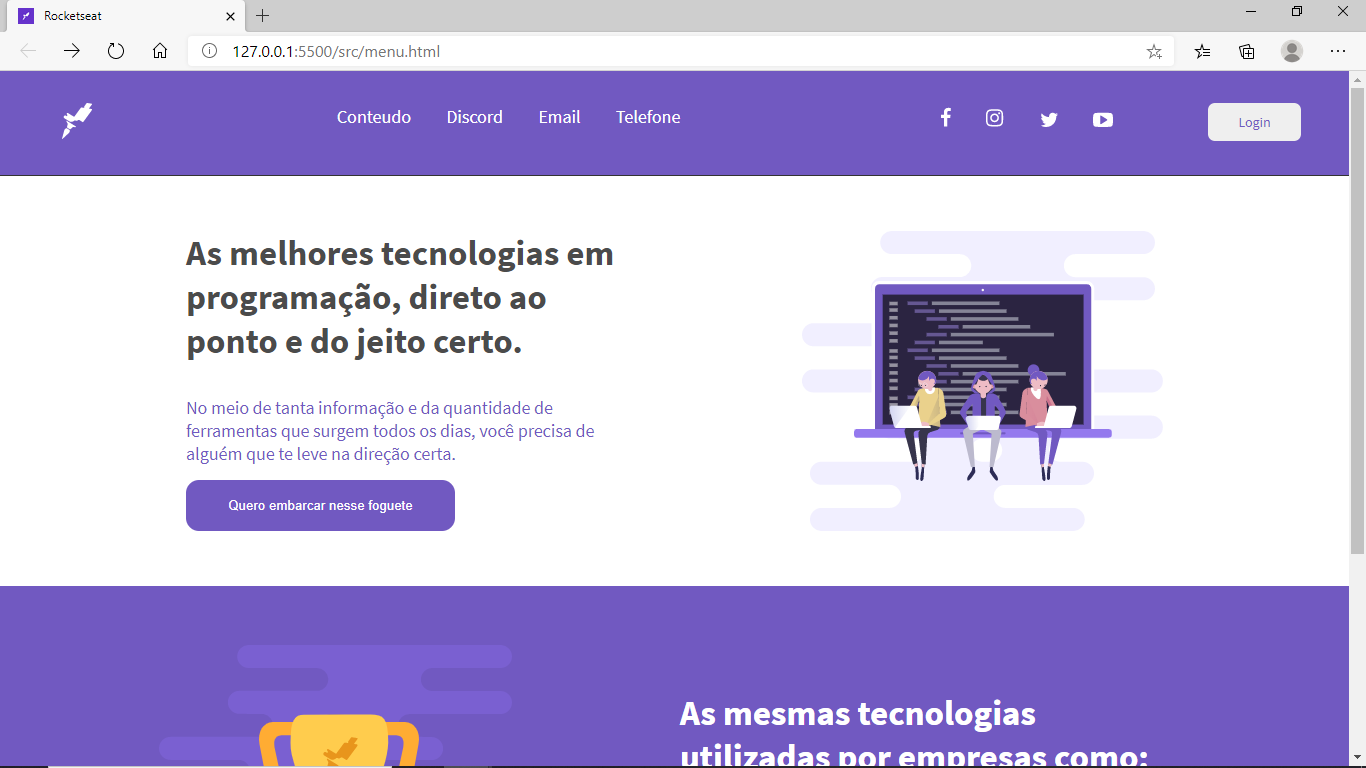 Rocketseat
127.0.0.1:5500/src/menu.html
Conteudo Discord Email Telefone
Login
As melhores tecnologias em
programação, direto ao
ponto e do jeito certo.
No meio de tanta informação e da quantidade de
ferramentas que surgem todos os dias, você precisa de
alguém que te leve na direção certa.
Quero embarcar nesse foguete
As mesmas tecnologias
utilizadas por empresas como: